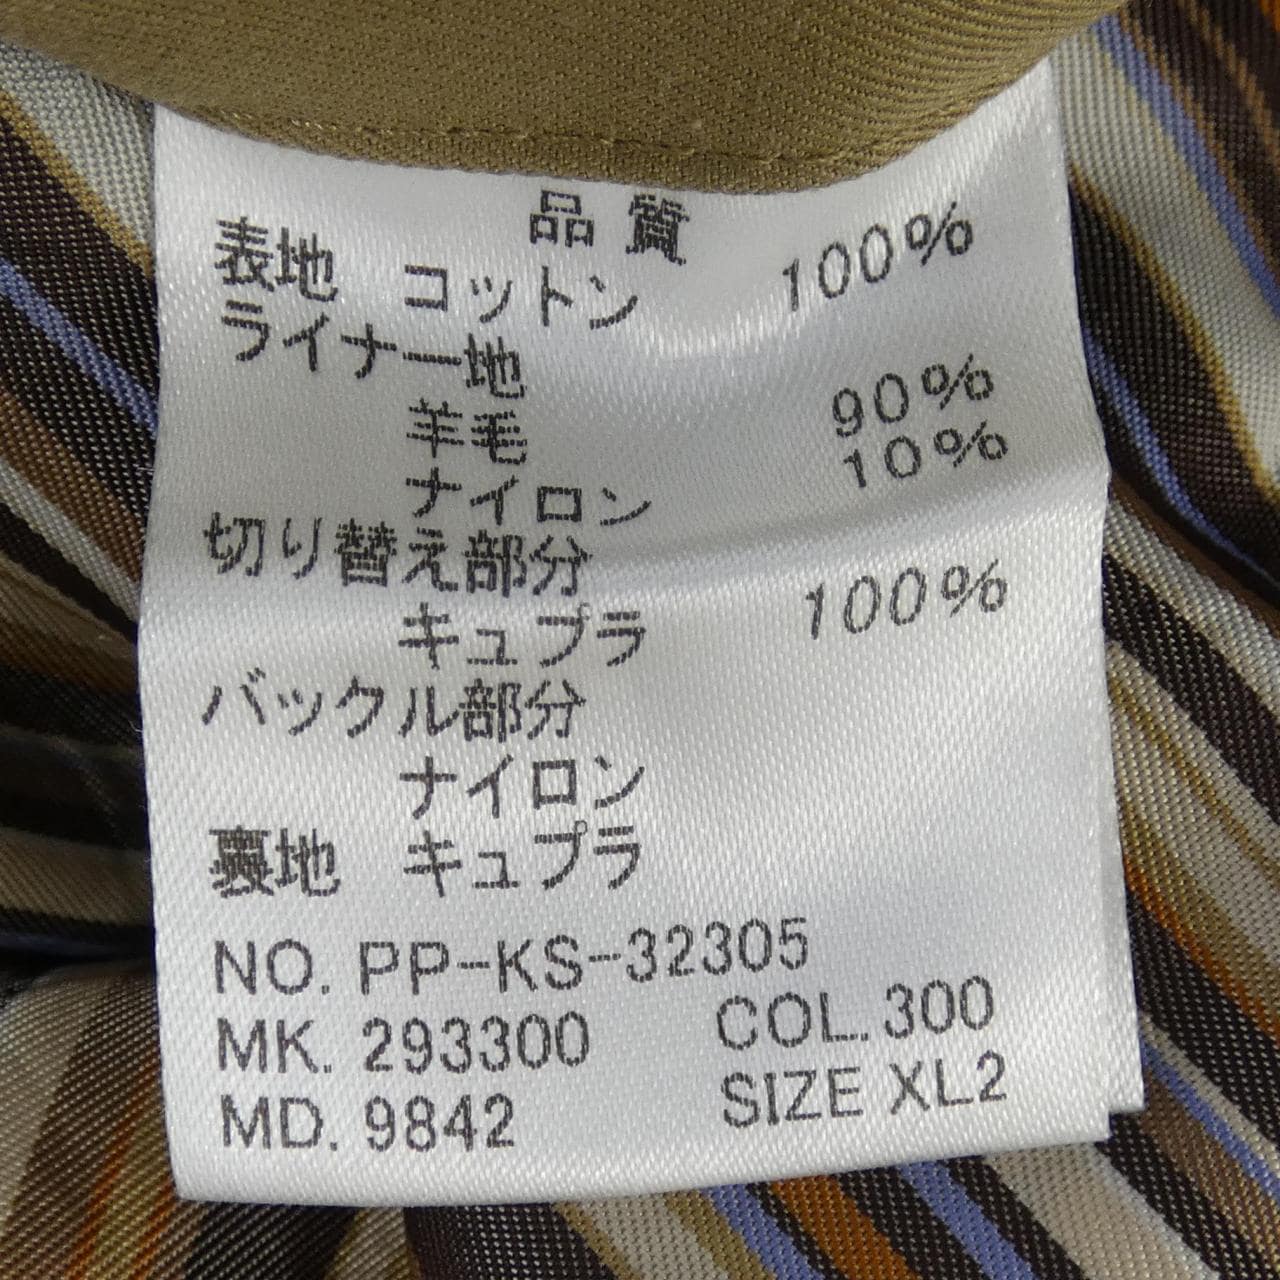 品質
表地 コットン 100%
ライナー地
羊毛 90%
ナイロン 10%
切り替え部分
キュプラ 100%
バックル部分
ナイロン
裏地 キュプラ
NO. PP-KS-32305
MK. 293300 COL. 300
MD. 9842 SIZE XL2